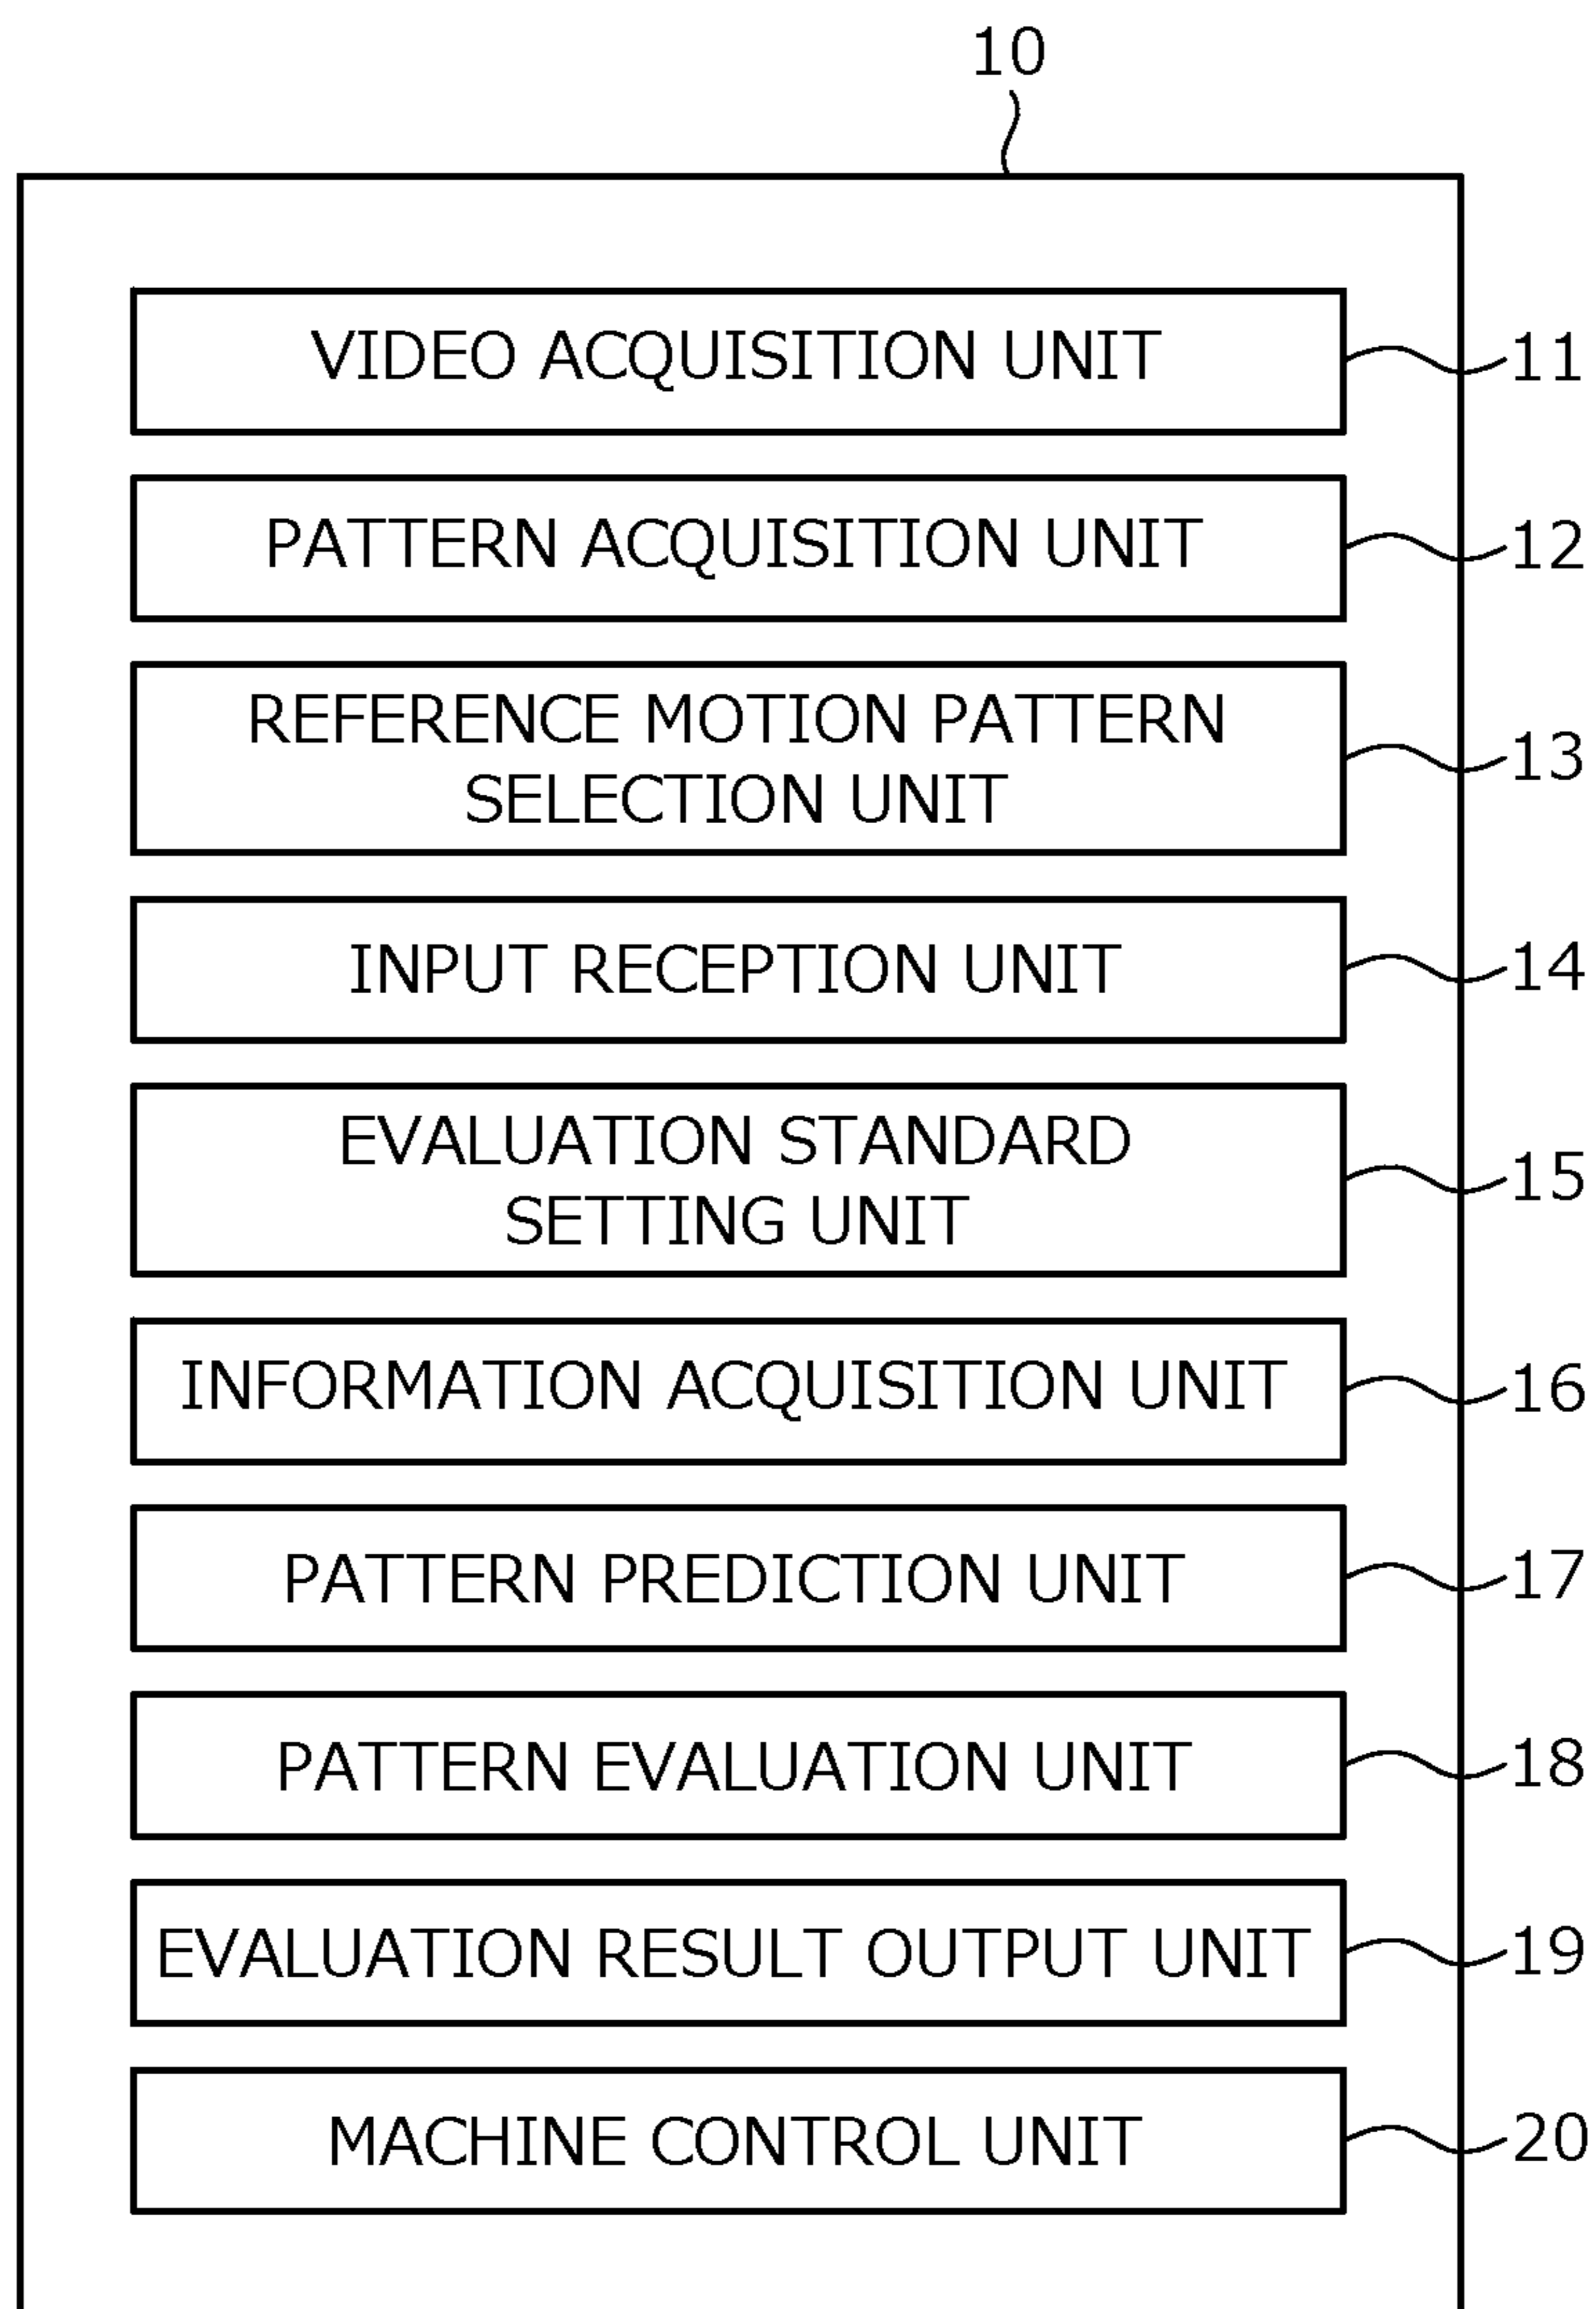 10
VIDEO ACQUISITION UNIT
11
PATTERN ACQUISITION UNIT
12
REFERENCE MOTION PATTERN
SELECTION UNIT
13
INPUT RECEPTION UNIT
14
EVALUATION STANDARD
SETTING UNIT
15
INFORMATION ACQUISITION UNIT
16
PATTERN PREDICTION UNIT
17
PATTERN EVALUATION UNIT
18
EVALUATION RESULT OUTPUT UNIT
19
MACHINE CONTROL UNIT
20